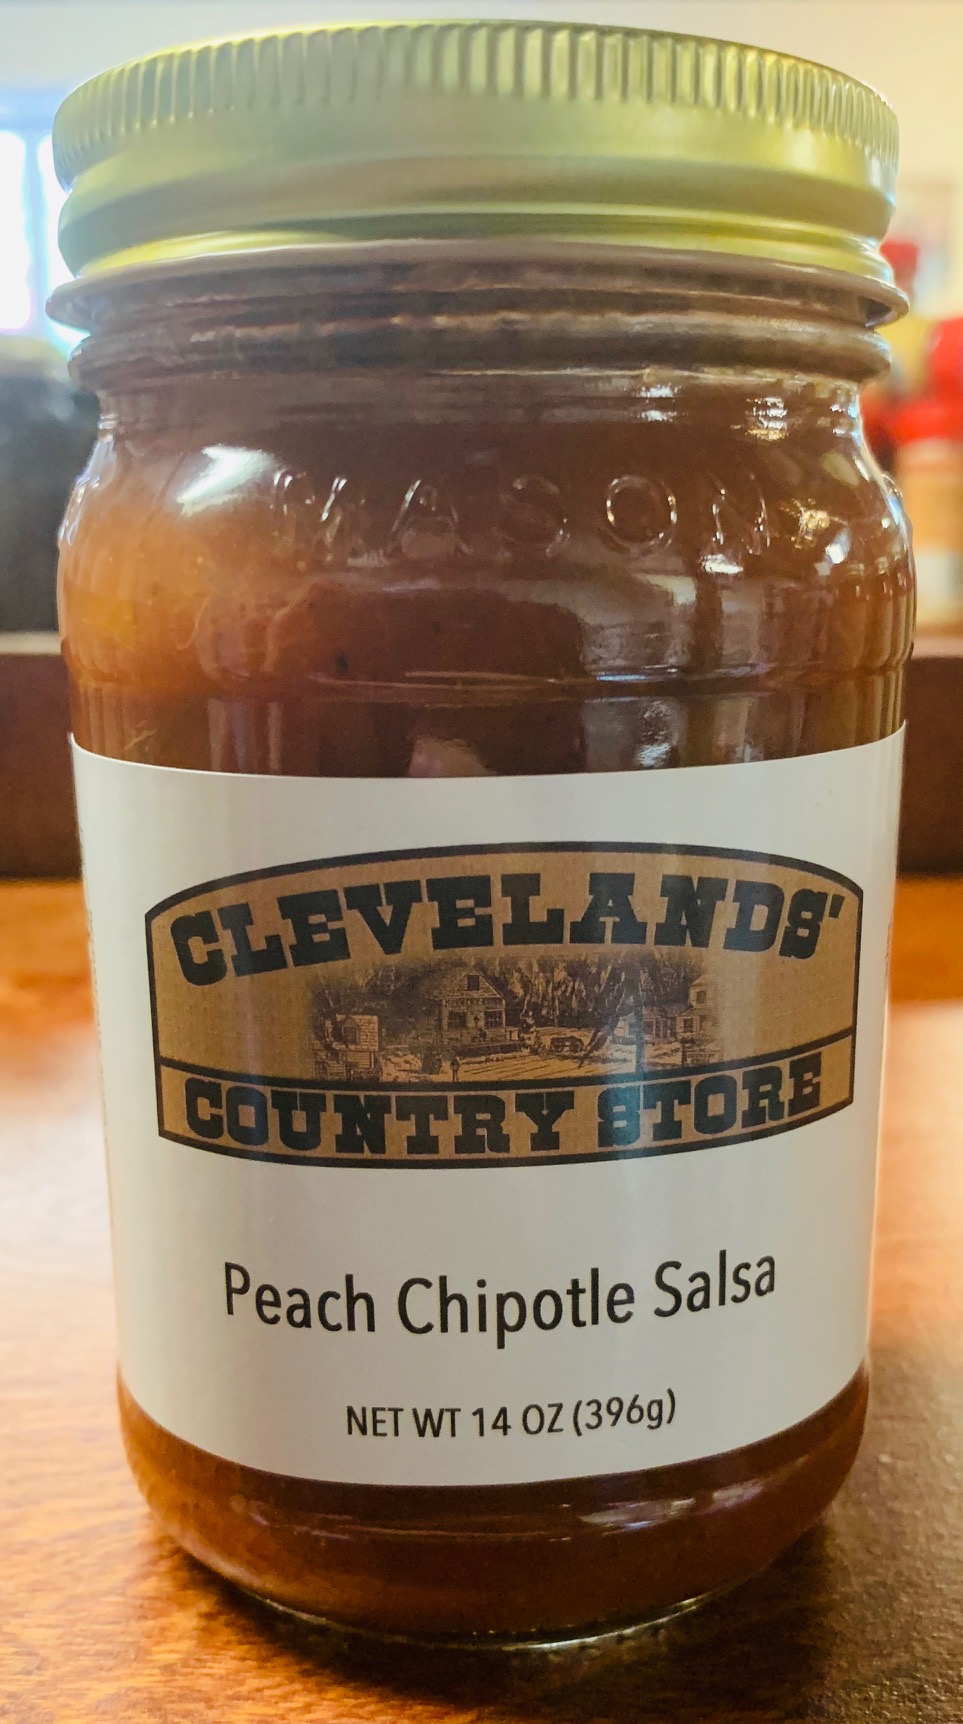 MASON
CLEVELANDS'
COUNTRY STORE
Peach Chipotle Salsa
NET WT 14 OZ (396g)